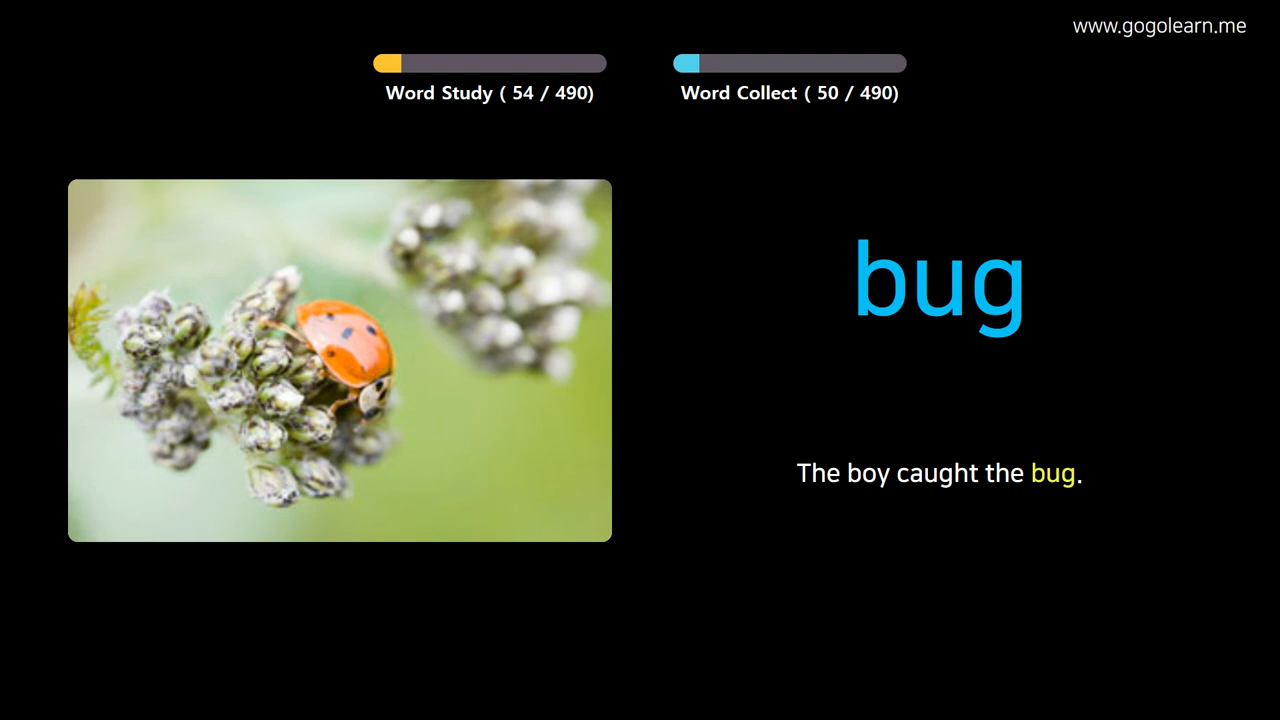 www.gogolearn.me
Word Study ( 54 / 490)
Word Collect ( 50 / 490)
bug
The boy caught the bug.